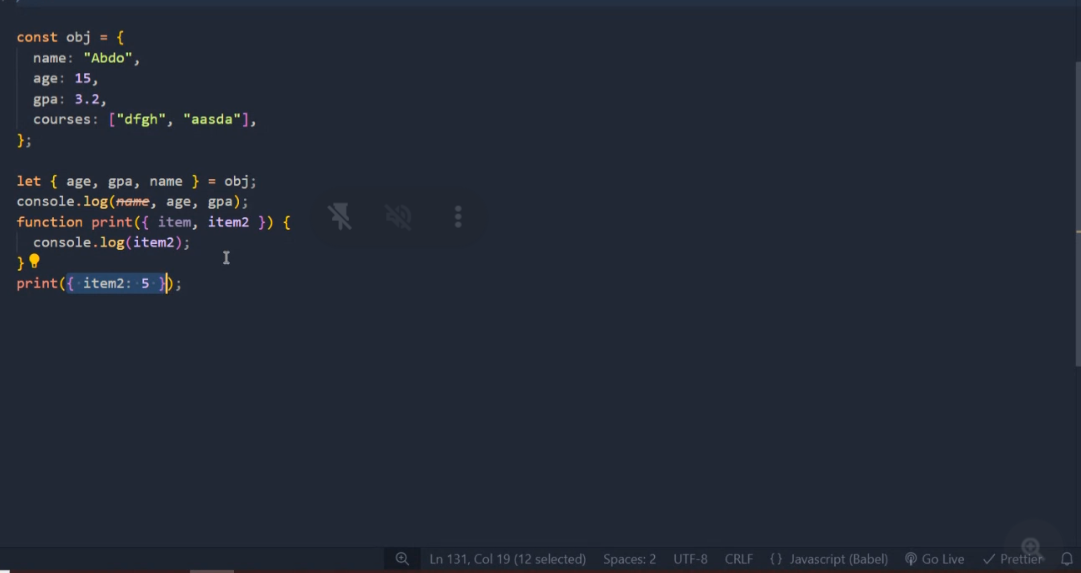 const obj = {
  name: "Abdo",
  age: 15,
  gpa: 3.2,
  courses: ["dfgh", "aasda"],
};
let { age, gpa, name } = obj;
console.log(name, age, gpa);
function print({ item, item2 }) {
  console.log(item2);
}
print({ item2: 5 });
Ln 131, Col 19 (12 selected) Spaces: 2 UTF-8 CRLF {} Javascript (Babel) Go Live Prettier